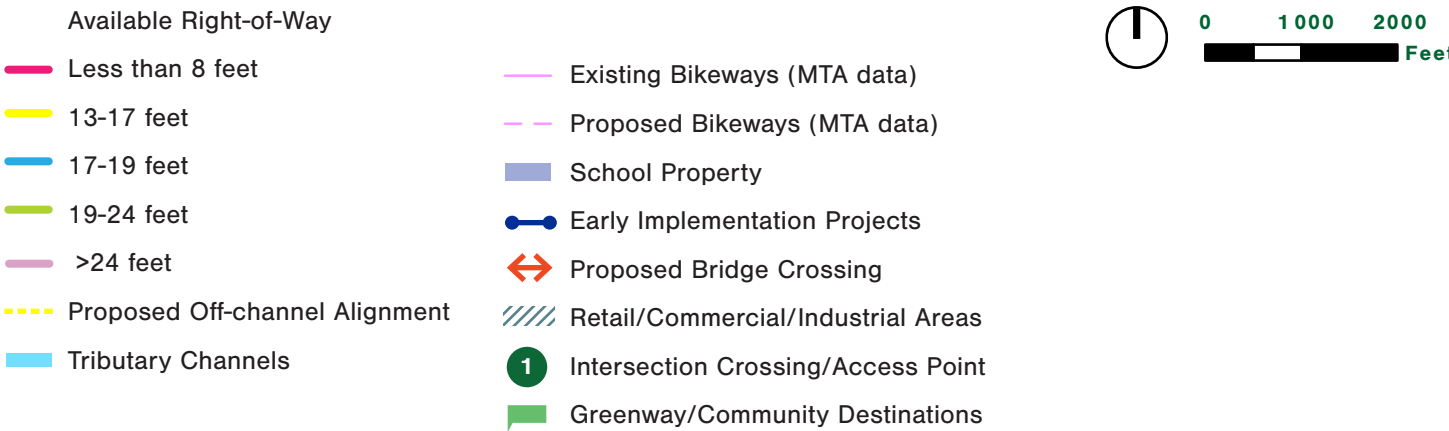 Available Right-of-Way
Less than 8 feet
13-17 feet
17-19 feet
19-24 feet
>24 feet
Proposed Off-channel Alignment
Tributary Channels
Existing Bikeways (MTA data)
Proposed Bikeways (MTA data)
School Property
Early Implementation Projects
Proposed Bridge Crossing
Retail/Commercial/Industrial Areas
1 Intersection Crossing/Access Point
Greenway/Community Destinations
0 1000 2000
Feet